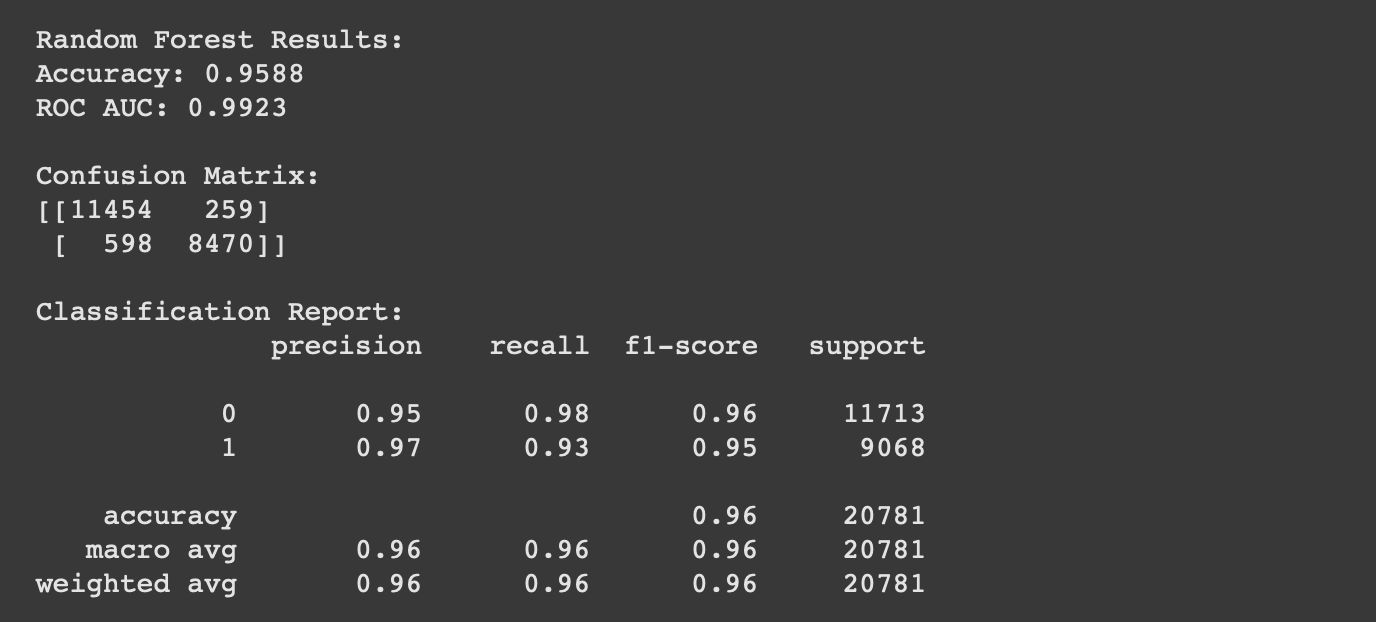 Random Forest Results:
Accuracy: 0.9588
ROC AUC: 0.9923
Confusion Matrix:
[[11454   259]
 [  598  8470]]
Classification Report:
              precision    recall  f1-score   support
           0       0.95      0.98      0.96     11713
           1       0.97      0.93      0.95      9068
    accuracy                           0.96     20781
   macro avg       0.96      0.96      0.96     20781
weighted avg       0.96      0.96      0.96     20781